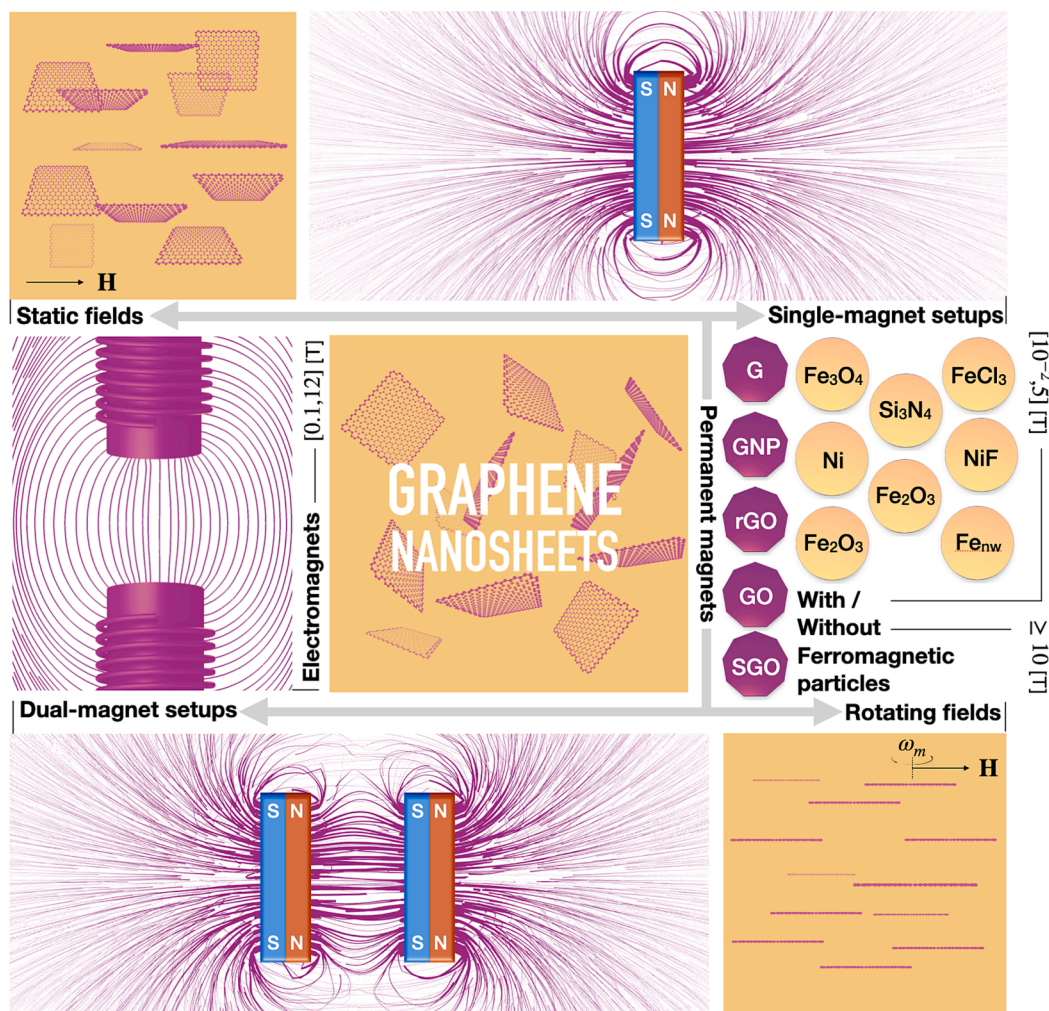 S N
S N
H
Static fields
Single-magnet setups
[0.1,12] [T]
Electromagnets
GRAPHENE
NANOSHEETS
Permanent magnets
G
GNP
rGO
GO
SGO
Fe₃O₄
FeCl₃
Si₃N₄
Ni
NiF
Fe₂O₃
Fe₂O₃
Feₙw
With /
Without
Ferromagnetic
particles
[10⁻²,5] [T]
≥ 10 [T]
Dual-magnet setups
Rotating fields
S N S N
S N S N
ωₘ
H